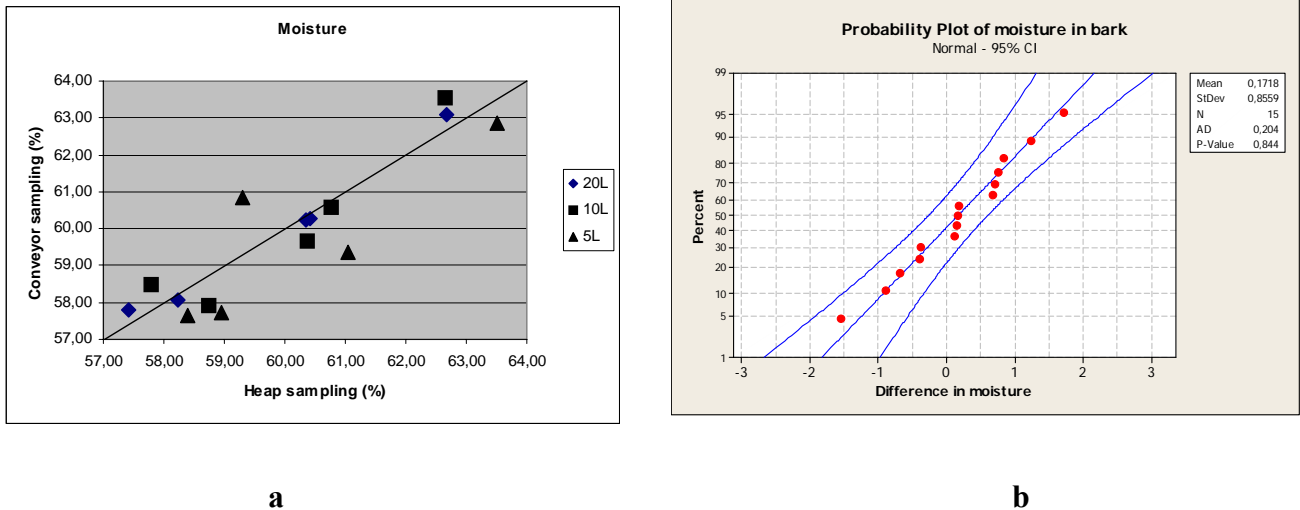 Moisture
Conveyor sampling (%)
64,00
63,00
62,00
61,00
60,00
59,00
58,00
57,00
57,00 58,00 59,00 60,00 61,00 62,00 63,00 64,00
Heap sampling (%)
20L
10L
5L
a
Probability Plot of moisture in bark
Normal - 95% CI
Percent
99
95
90
80
70
60
50
40
30
20
10
5
1
-3 -2 -1 0 1 2 3
Difference in moisture
Mean 0,1718
StDev 0,8559
N 15
AD 0,204
P-Value 0,844
b